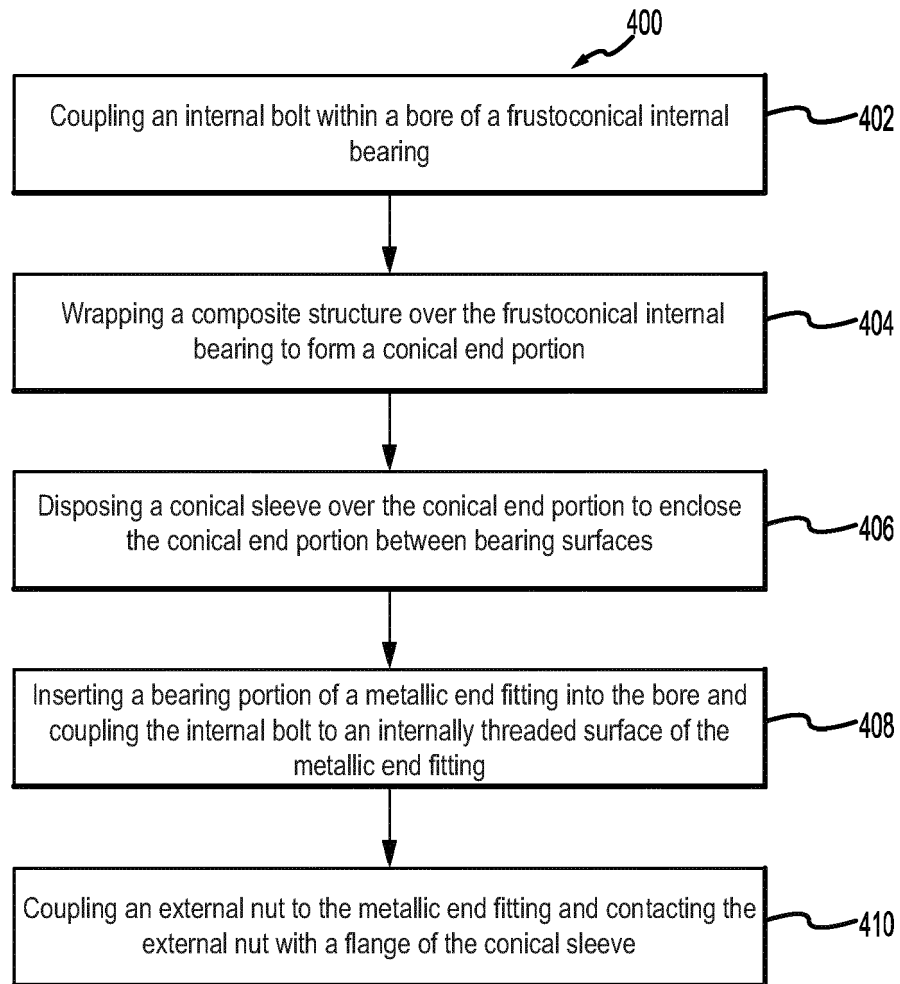 400
Coupling an internal bolt within a bore of a frustoconical internal
bearing
402
Wrapping a composite structure over the frustoconical internal
bearing to form a conical end portion
404
Disposing a conical sleeve over the conical end portion to enclose
the conical end portion between bearing surfaces
406
Inserting a bearing portion of a metallic end fitting into the bore and
coupling the internal bolt to an internally threaded surface of the
metallic end fitting
408
Coupling an external nut to the metallic end fitting and contacting the
external nut with a flange of the conical sleeve
410